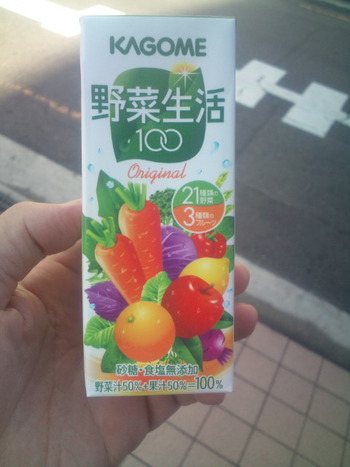 KAGOME
野菜生活
100
Original
21種類の野菜
3種類のフルーツ
砂糖・食塩無添加
野菜汁50%+果汁50%=100%